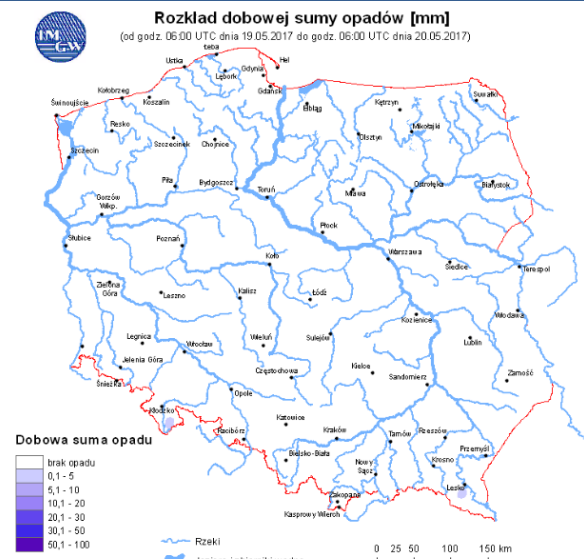 IMGW
Rozkład dobowej sumy opadów [mm]
(od godz. 06:00 UTC dnia 19.05.2017 do godz. 06:00 UTC dnia 20.05.2017)
Łeba
Hel
Ustka
Gdynia
Lębork
Gdańsk
Suwałki
Kołobrzeg
Koszalin
Elbląg
Kętrzyn
Świnoujście
Resko
Mikołajki
Olsztyn
Szczecinek
Chojnice
Szczecin
Piła
Bydgoszcz
Toruń
Mława
Ostrołęka
Białystok
Gorzów
Wlkp.
Płock
Słubice
Poznań
Koło
Warszawa
Siedlce
Terespol
Zielona
Góra
Leszno
Kalisz
Łódź
Kozienice
Włodawa
Legnica
Wrocław
Wieluń
Sulejów
Lublin
Jelenia Góra
Śnieżka
Częstochowa
Kielce
Sandomierz
Zamość
Opole
Kłodzko
Katowice
Racibórz
Kraków
Tarnów
Rzeszów
Przemyśl
Bielsko-Biała
Nowy
Sącz
Krosno
Lesko
Zakopane
Kasprowy Wierch
Dobowa suma opadu
brak opadu
0,1 - 5
5,1 - 10
10,1 - 20
20,1 - 30
30,1 - 50
50,1 - 100
Rzeki
0 25 50 100 150 km